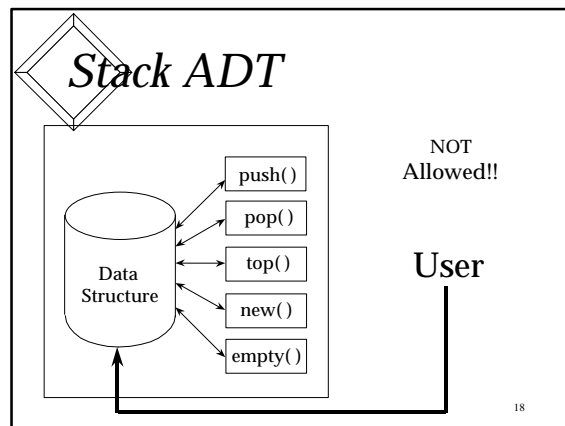 Stack ADT
NOT
Allowed!!
push()
pop()
top()
new()
empty()
Data
Structure
User
18